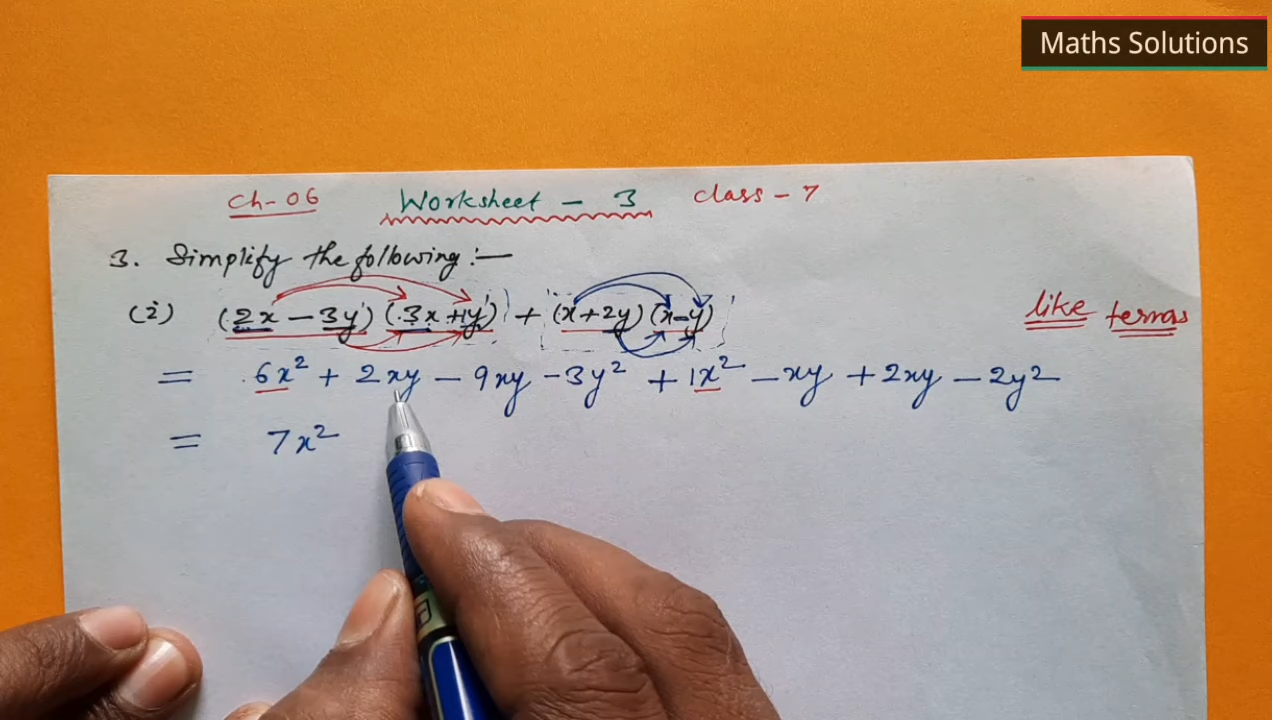 Maths Solutions
Ch-06 Worksheet - 3 class - 7
3. Simplify the following :—
(i) (2x - 3y) (3x + 1y) + (x + 2y) (x - y)
like terms
= 6x² + 2xy - 9xy - 3y² + 1x² - xy + 2xy - 2y²
= 7x²